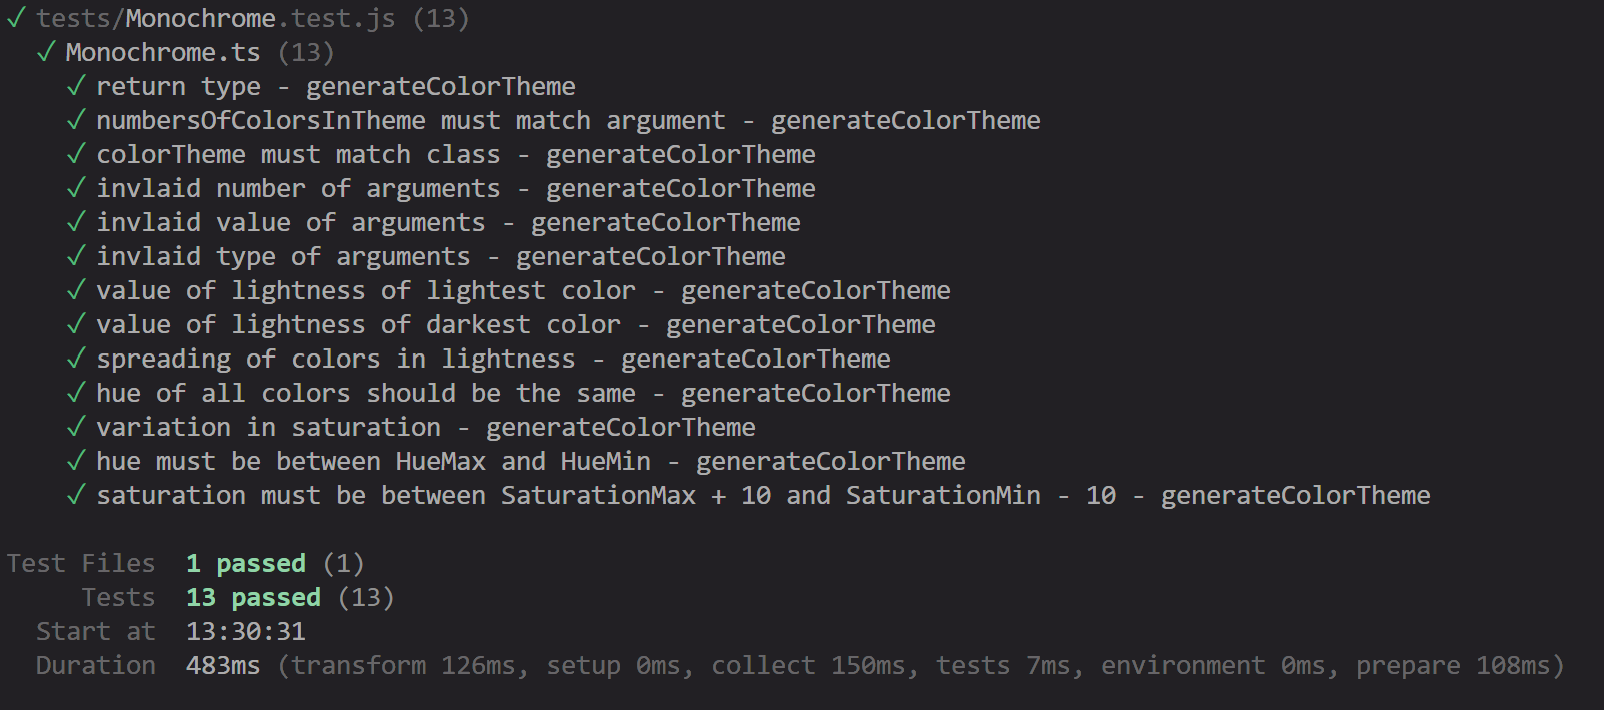 ✓ tests/Monochrome.test.js (13)
✓ Monochrome.ts (13)
✓ return type - generateColorTheme
✓ numbersOfColorsInTheme must match argument - generateColorTheme
✓ colorTheme must match class - generateColorTheme
✓ invlaid number of arguments - generateColorTheme
✓ invlaid value of arguments - generateColorTheme
✓ invlaid type of arguments - generateColorTheme
✓ value of lightness of lightest color - generateColorTheme
✓ value of lightness of darkest color - generateColorTheme
✓ spreading of colors in lightness - generateColorTheme
✓ hue of all colors should be the same - generateColorTheme
✓ variation in saturation - generateColorTheme
✓ hue must be between HueMax and HueMin - generateColorTheme
✓ saturation must be between SaturationMax + 10 and SaturationMin - 10 - generateColorTheme
Test Files 1 passed (1)
Tests 13 passed (13)
Start at 13:30:31
Duration 483ms (transform 126ms, setup 0ms, collect 150ms, tests 7ms, environment 0ms, prepare 108ms)